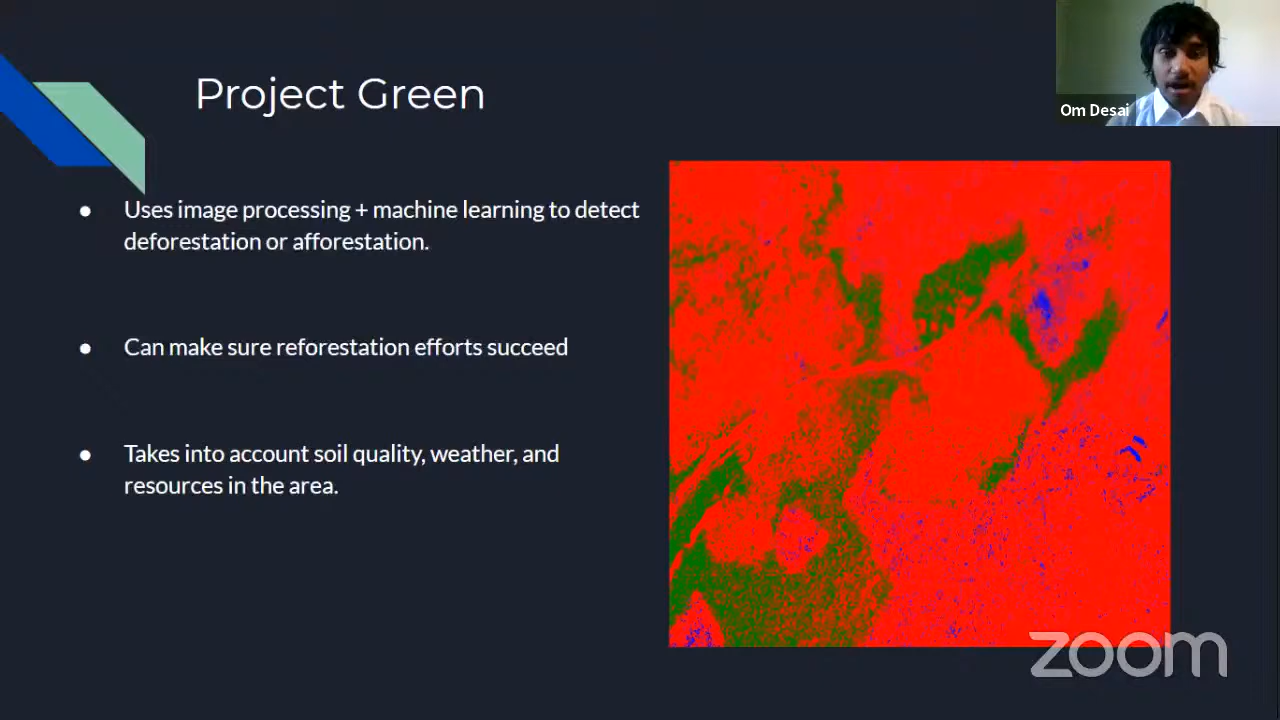 Project Green
Om Desai
● Uses image processing + machine learning to detect
deforestation or afforestation.
● Can make sure reforestation efforts succeed
● Takes into account soil quality, weather, and
resources in the area.
zoom